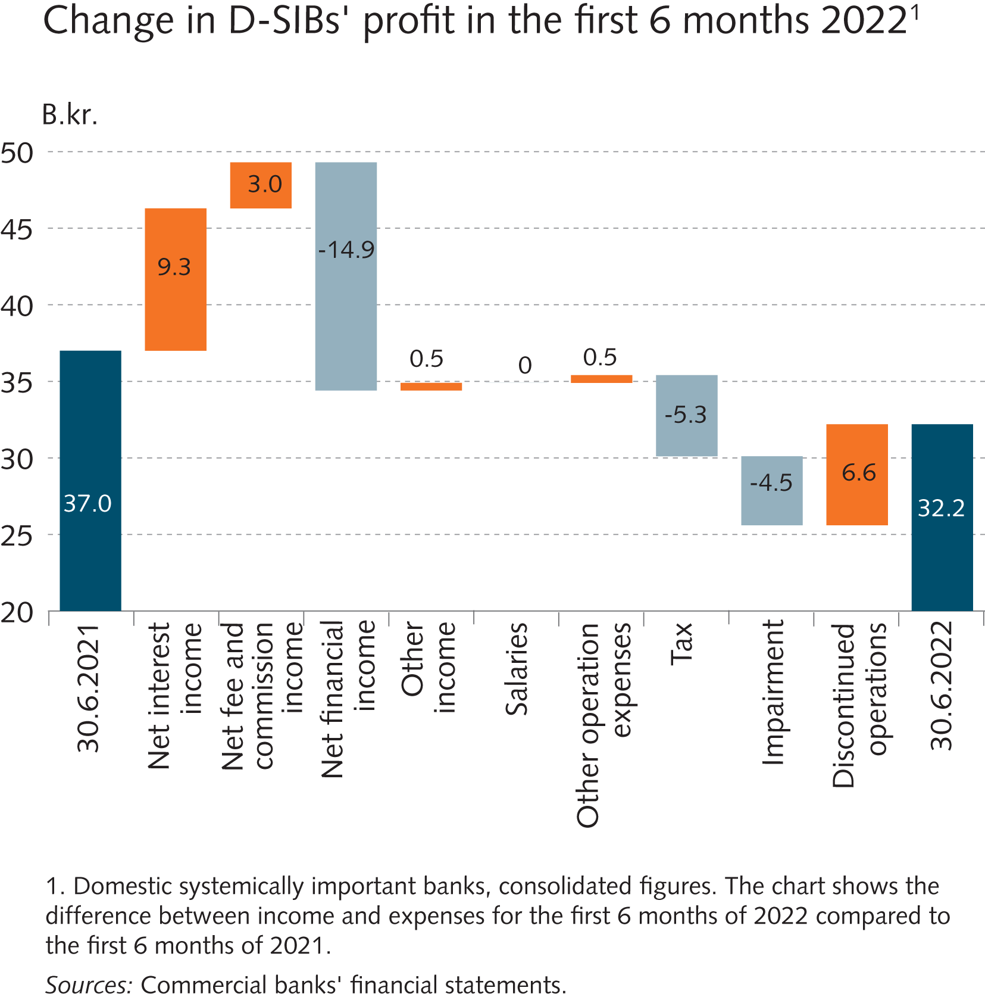 Change in D-SIBs' profit in the first 6 months 2022¹
B.kr.
50
45
40
35
30
25
20
37.0
9.3
3.0
-14.9
0.5
0
0.5
-5.3
-4.5
6.6
32.2
30.6.2021
Net interest
income
Net fee and
commission
income
Net financial
income
Other
income
Salaries
Other operation
expenses
Tax
Impairment
Discontinued
operations
30.6.2022
1. Domestic systemically important banks, consolidated figures. The chart shows the
difference between income and expenses for the first 6 months of 2022 compared to
the first 6 months of 2021.
Sources: Commercial banks' financial statements.